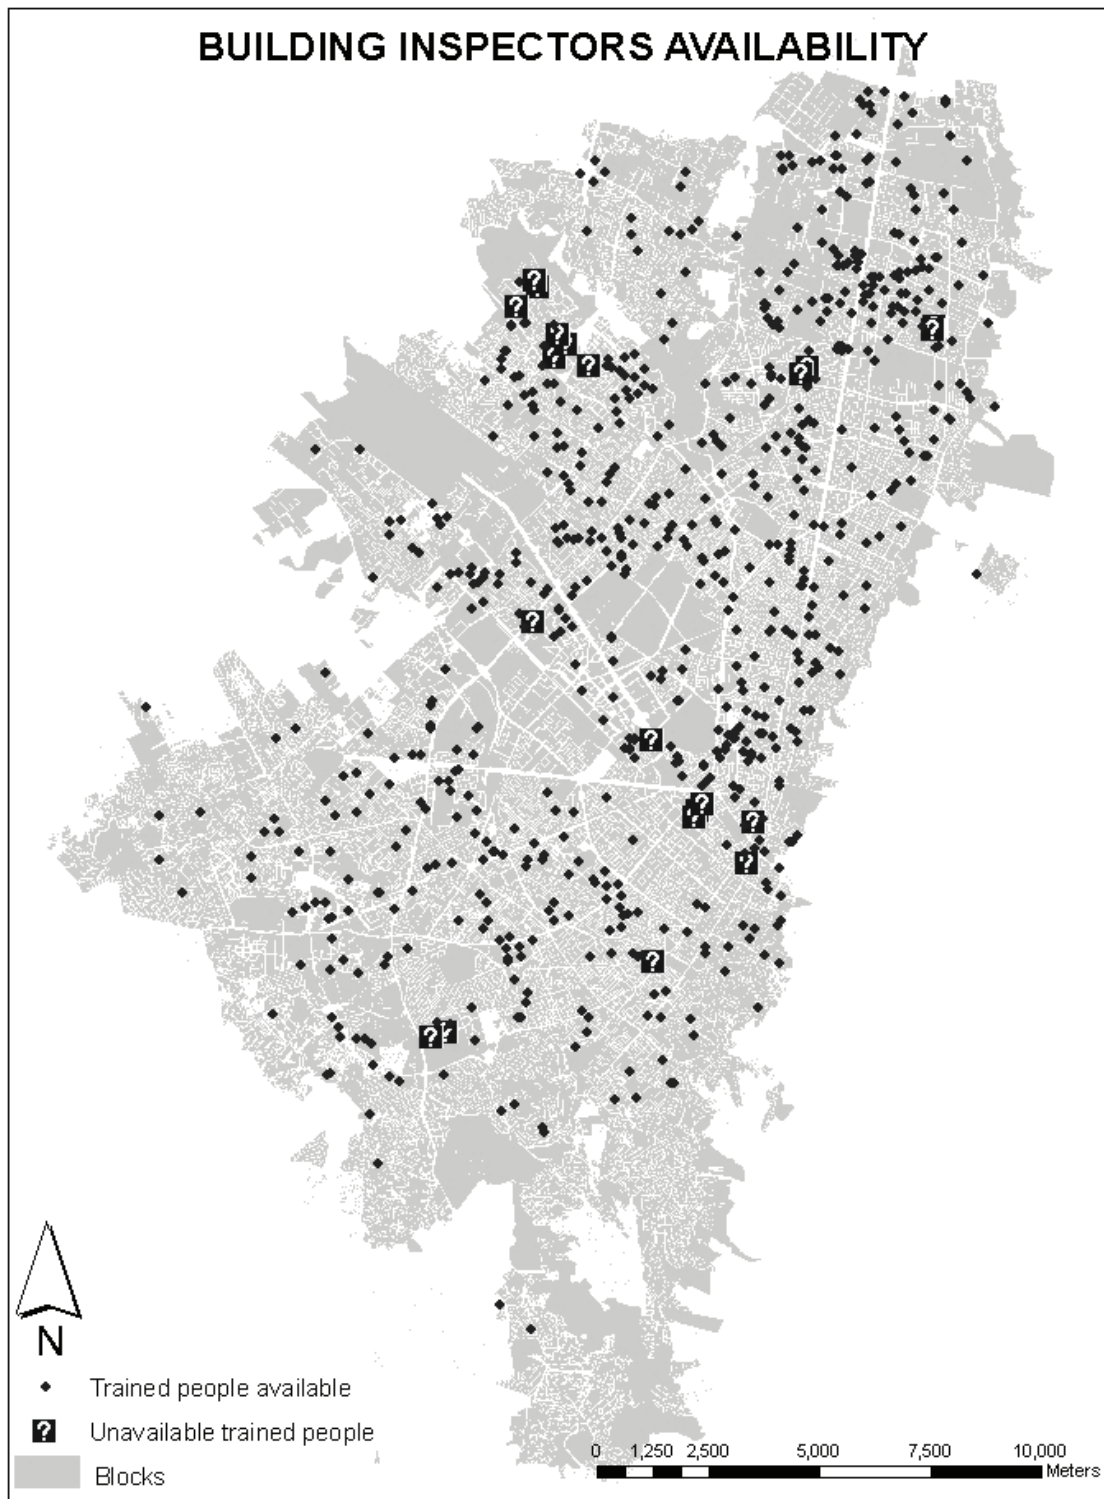 BUILDING INSPECTORS AVAILABILITY
N
Trained people available
? Unavailable trained people
Blocks
0 1,250 2,500 5,000 7,500 10,000
Meters